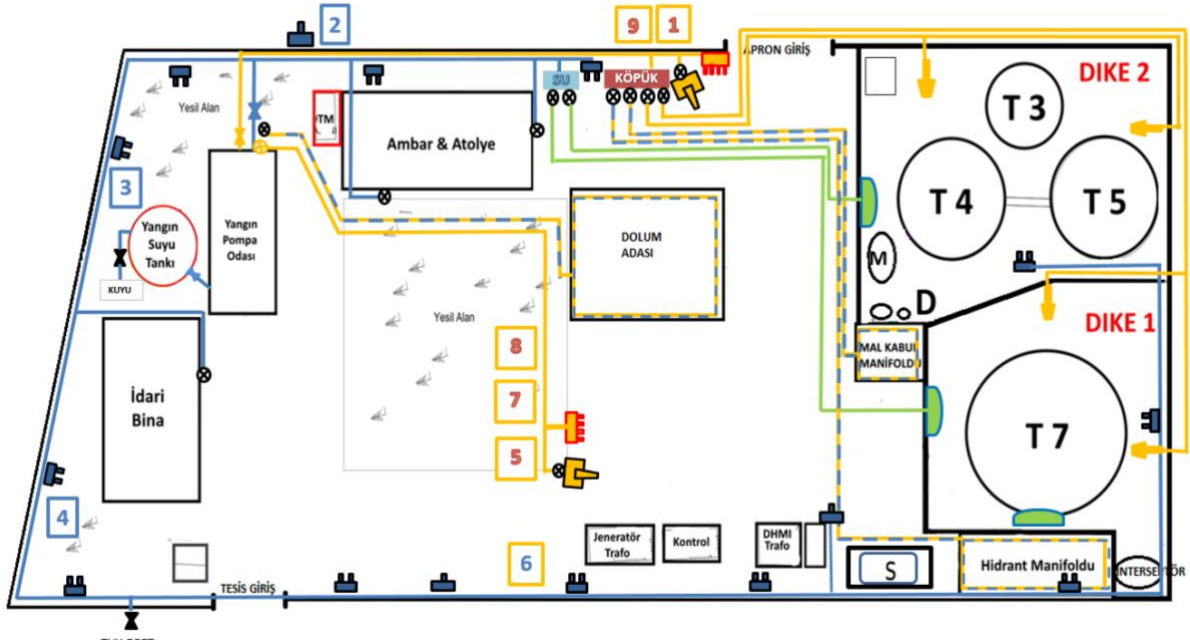 2
9
1
APRON GİRİŞ
DIKE 2
SU
KÖPÜK
T 3
Yesil Alan
TM
Ambar & Atolye
3
T 4
T 5
Yangın
Suyu
Tankı
Yangın
Pompa
Odası
DOLUM
ADASI
M
KUYU
D
Yesil Alan
DIKE 1
8
MAL KABUL
MANİFOLDU
İdari
Bina
7
T 7
5
4
6
Jeneratör
Trafo
Kontrol
DHMI
Trafo
S
Hidrant Manifoldu
TESİS GİRİŞ